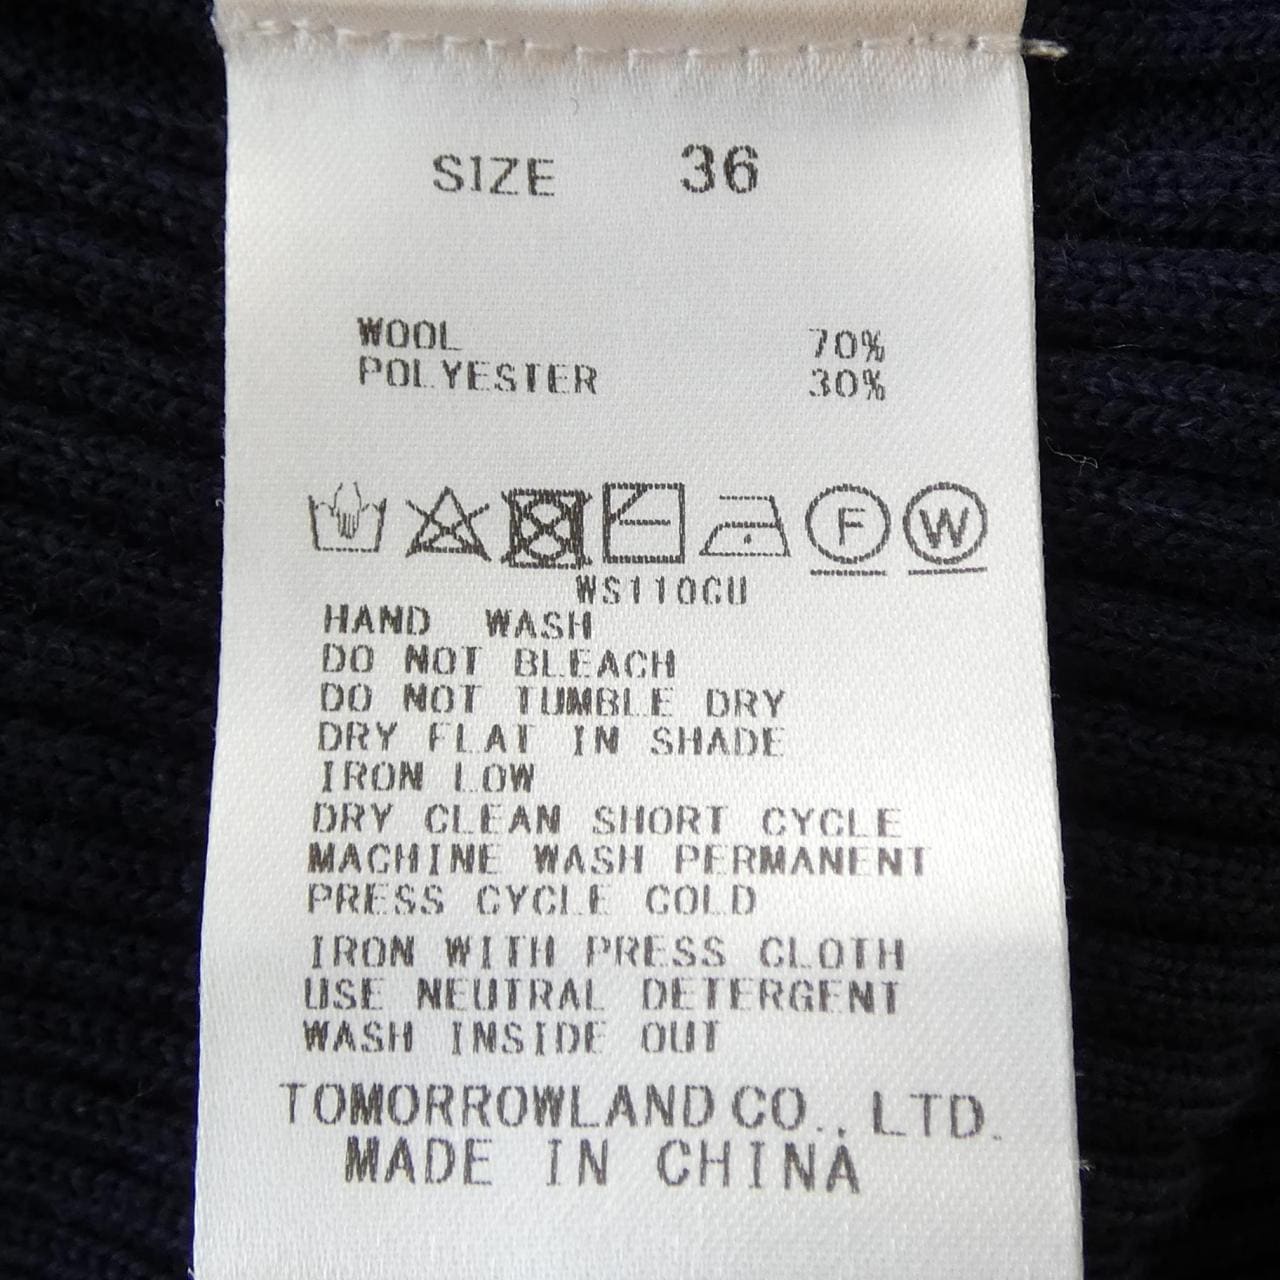 SIZE 36
WOOL 70%
POLYESTER 30%
F W
WS110CU
HAND WASH
DO NOT BLEACH
DO NOT TUMBLE DRY
DRY FLAT IN SHADE
IRON LOW
DRY CLEAN SHORT CYCLE
MACHINE WASH PERMANENT
PRESS CYCLE COLD
IRON WITH PRESS CLOTH
USE NEUTRAL DETERGENT
WASH INSIDE OUT
TOMORROWLAND CO., LTD.
MADE IN CHINA